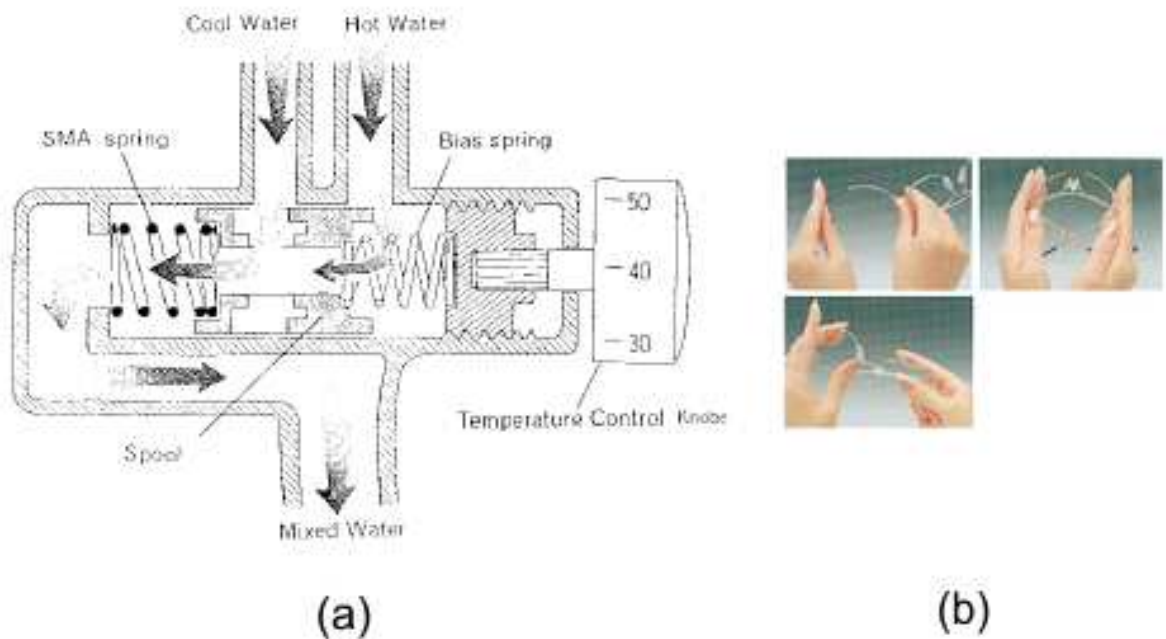 Cool Water
Hot Water
SMA spring
Bias spring
50
40
30
Temperature Control Knobe
Spool
Mixed Water
(a)
(b)